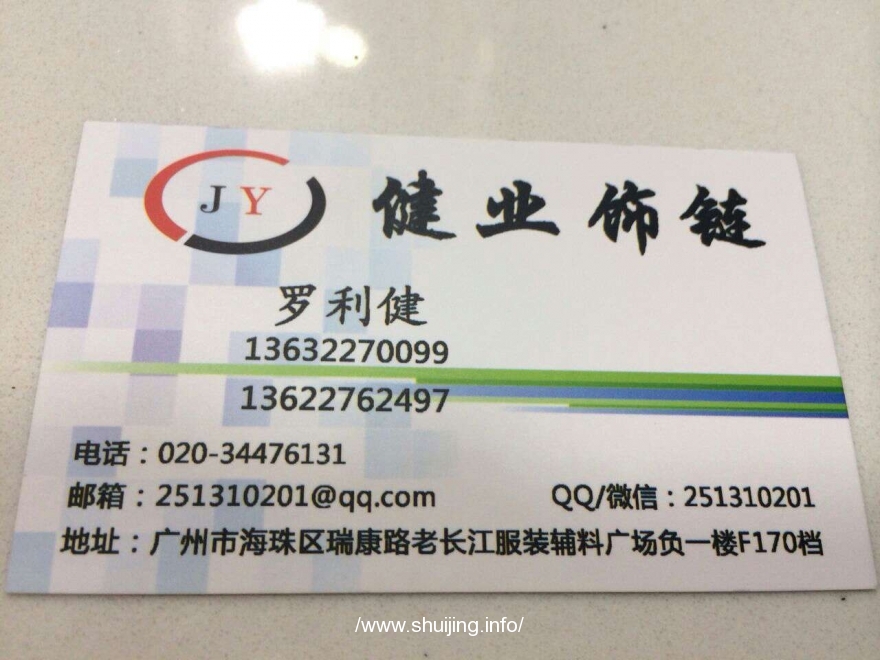 JY 健业饰链
罗利健
13632270099
13622762497
电话：020-34476131
邮箱：251310201@qq.com QQ/微信：251310201
地址：广州市海珠区瑞康路老长江服装辅料广场负一楼F170档
/www.shuijing.info/